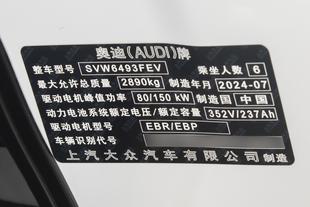 奥迪(AUDI)牌
整车型号 SVW6493FEV 乘坐人数 6
最大允许总质量 2890kg 制造年月 2024-07
驱动电机峰值功率 80/150 kW 制造国 中国
动力电池系统额定电压/额定容量 352V/237Ah
驱动电机型号 EBR/EBP
车辆识别代号
上汽大众汽车有限公司 制造